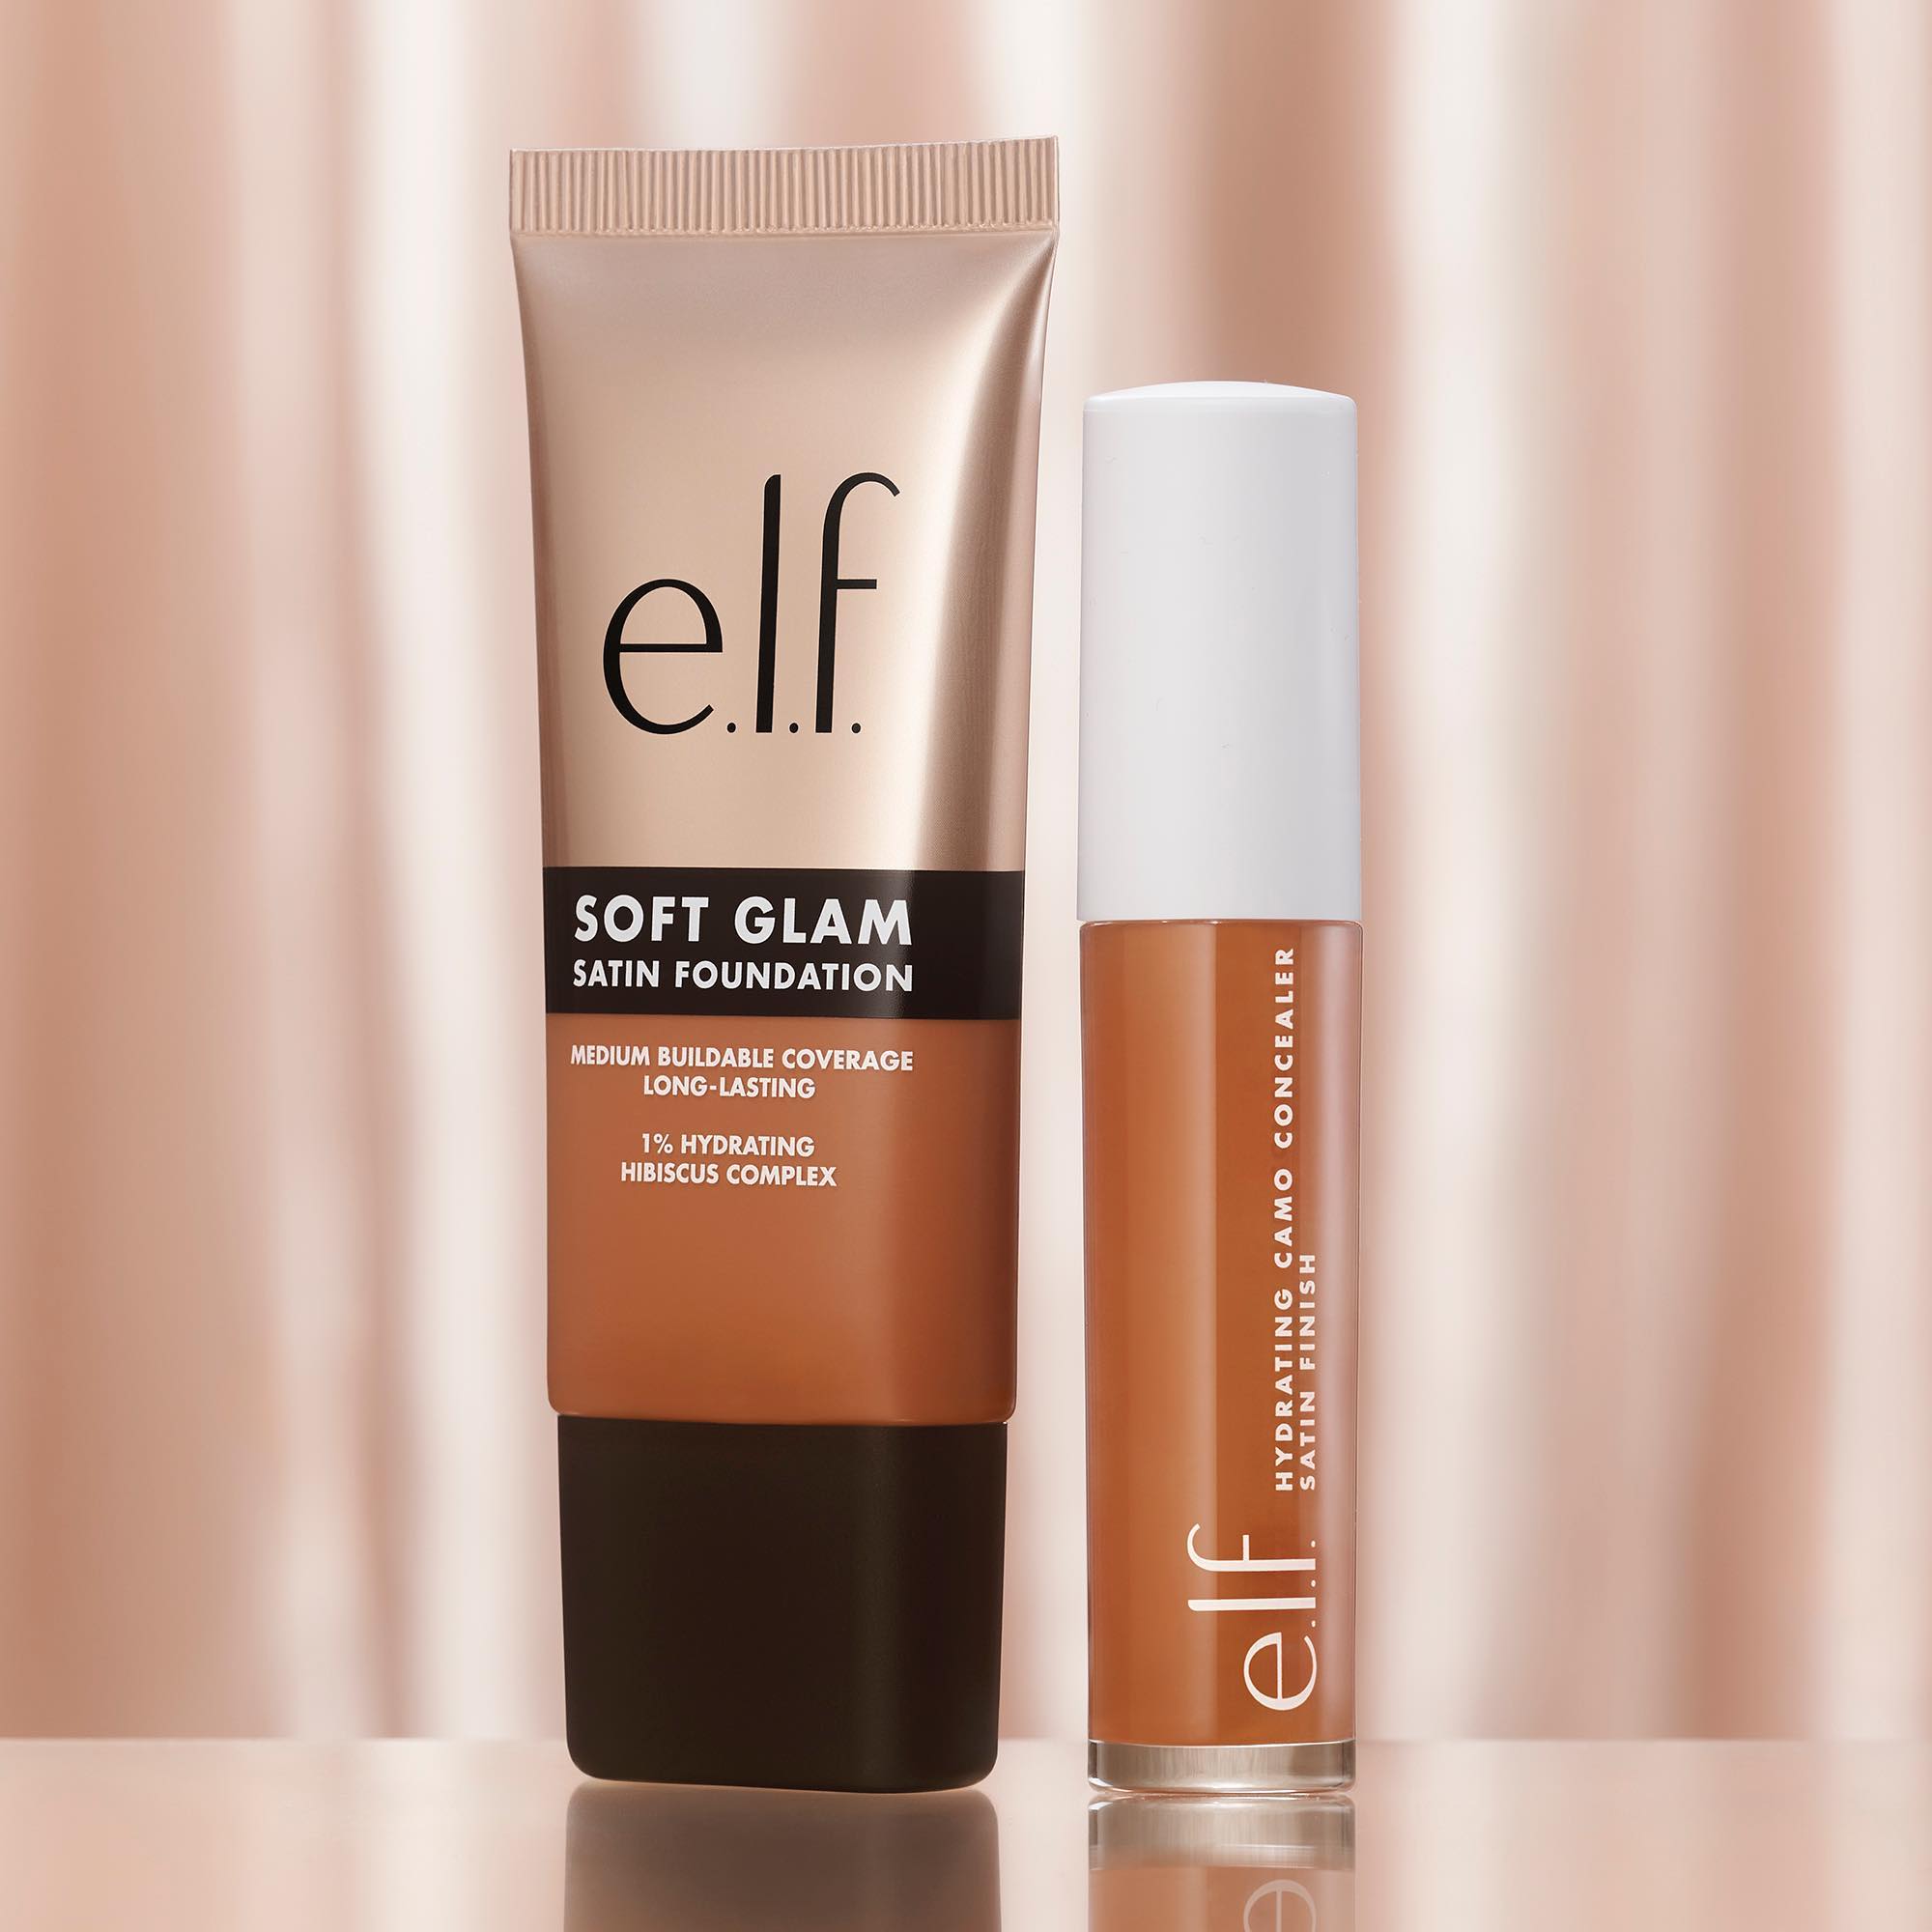 e.l.f.
SOFT GLAM
SATIN FOUNDATION
MEDIUM BUILDABLE COVERAGE
LONG-LASTING
1% HYDRATING
HIBISCUS COMPLEX
HYDRATING CAMO CONCEALER
SATIN FINISH
e.l.f.